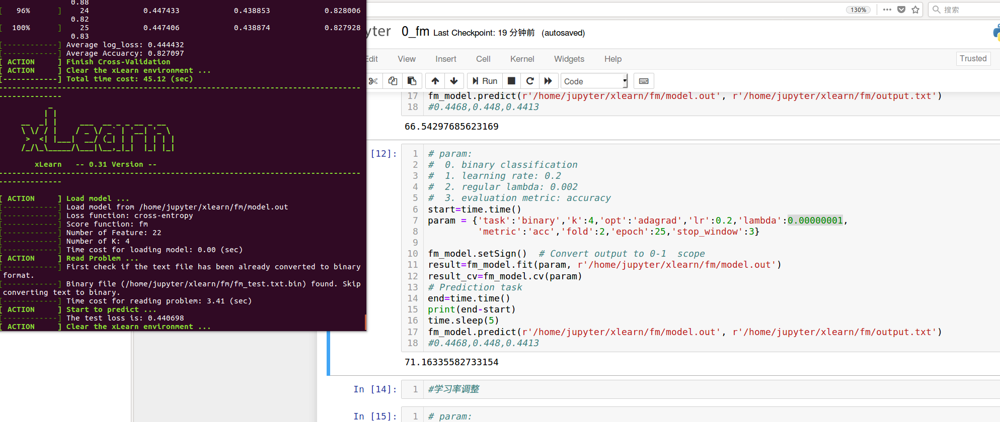 0.88
[ 96% ] 24 0.447433 0.438853 0.828006
0.82
[ 100% ] 25 0.447406 0.438874 0.827928
0.83
[------------] Average log_loss: 0.444432
[------------] Average Accuarcy: 0.827097
[ ACTION ] Finish Cross-Validation
[ ACTION ] Clear the xLearn environment ...
[------------] Total time cost: 45.12 (sec)
xLearn
xLearn -- 0.31 Version --
[ ACTION ] Load model ...
[------------] Load model from /home/jupyter/xlearn/fm/model.out
[------------] Loss function: cross-entropy
[------------] Score function: fm
[------------] Number of Feature: 22
[------------] Number of K: 4
[------------] Time cost for loading model: 0.00 (sec)
[ ACTION ] Read Problem ...
[------------] First check if the text file has been already converted to binary
format.
[------------] Binary file (/home/jupyter/xlearn/fm/fm_test.txt.bin) found. Skip
converting text to binary.
[------------] Time cost for reading problem: 3.41 (sec)
[ ACTION ] Start to predict ...
[------------] The test loss is: 0.440698
[ ACTION ] Clear the xLearn environment ...
130% 搜索
yter 0_fm Last Checkpoint: 19 分钟前 (autosaved)
Edit View Insert Cell Kernel Widgets Help Trusted
Run Code
17 fm_model.predict(r'/home/jupyter/xlearn/fm/model.out', r'/home/jupyter/xlearn/fm/output.txt')
18 #0.4468,0.448,0.4413
66.54297685623169
[12]: 1 # param:
2 #  0. binary classification
3 #  1. learning rate: 0.2
4 #  2. regular lambda: 0.002
5 #  3. evaluation metric: accuracy
6 start=time.time()
7 param = {'task':'binary','k':4,'opt':'adagrad','lr':0.2,'lambda':0.00000001,
8 'metric':'acc','fold':2,'epoch':25,'stop_window':3}
9
10 fm_model.setSign()  # Convert output to 0-1  scope
11 result=fm_model.fit(param, r'/home/jupyter/xlearn/fm/model.out')
12 result_cv=fm_model.cv(param)
13 # Prediction task
14 end=time.time()
15 print(end-start)
16 time.sleep(5)
17 fm_model.predict(r'/home/jupyter/xlearn/fm/model.out', r'/home/jupyter/xlearn/fm/output.txt')
18 #0.4468,0.448,0.4413
71.16335582733154
In [14]: 1 #学习率调整
In [15]: 1 # param: